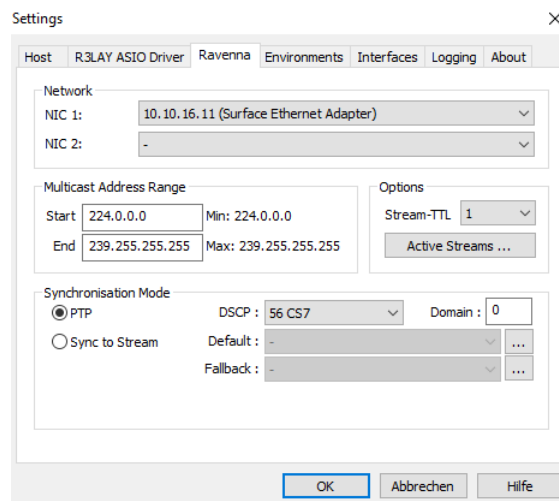 Settings
Host R3LAY ASIO Driver Ravenna Environments Interfaces Logging About
Network
NIC 1: 10.10.16.11 (Surface Ethernet Adapter)
NIC 2: -
Multicast Address Range
Start 224.0.0.0 Min: 224.0.0.0
End 239.255.255.255 Max: 239.255.255.255
Options
Stream-TTL 1
Active Streams ...
Synchronisation Mode
PTP DSCP : 56 CS7 Domain : 0
Sync to Stream Default : - ...
Fallback : - ...
OK Abbrechen Hilfe